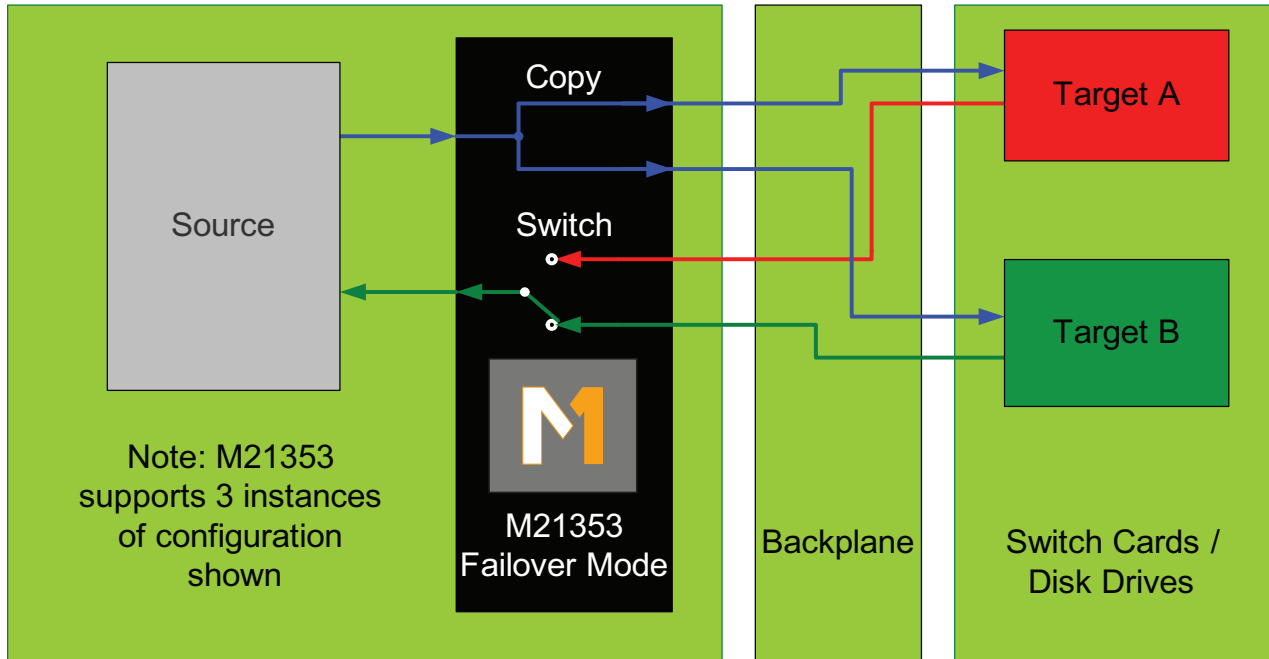 Copy
Target A
Source
Switch
Target B
M1
Note: M21353
supports 3 instances
of configuration
shown
M21353
Failover Mode
Backplane
Switch Cards /
Disk Drives